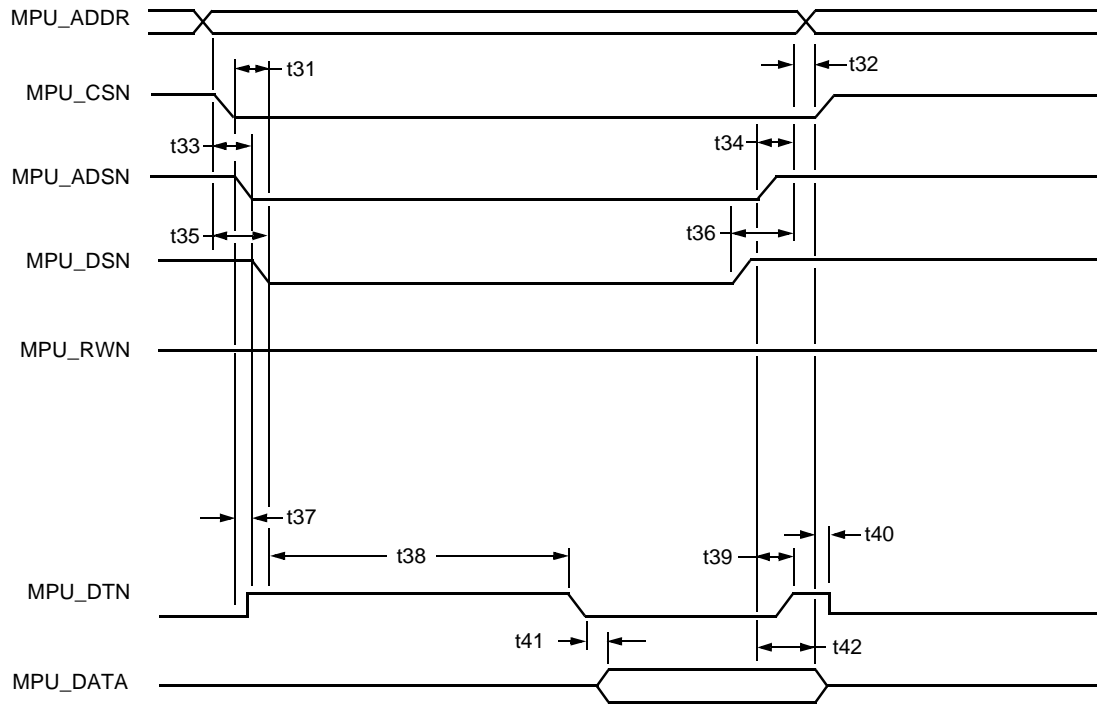 MPU_ADDR
t31
t32
MPU_CSN
t33
t34
MPU_ADSN
t35
t36
MPU_DSN
MPU_RWN
t37
t40
t38
t39
MPU_DTN
t41
t42
MPU_DATA